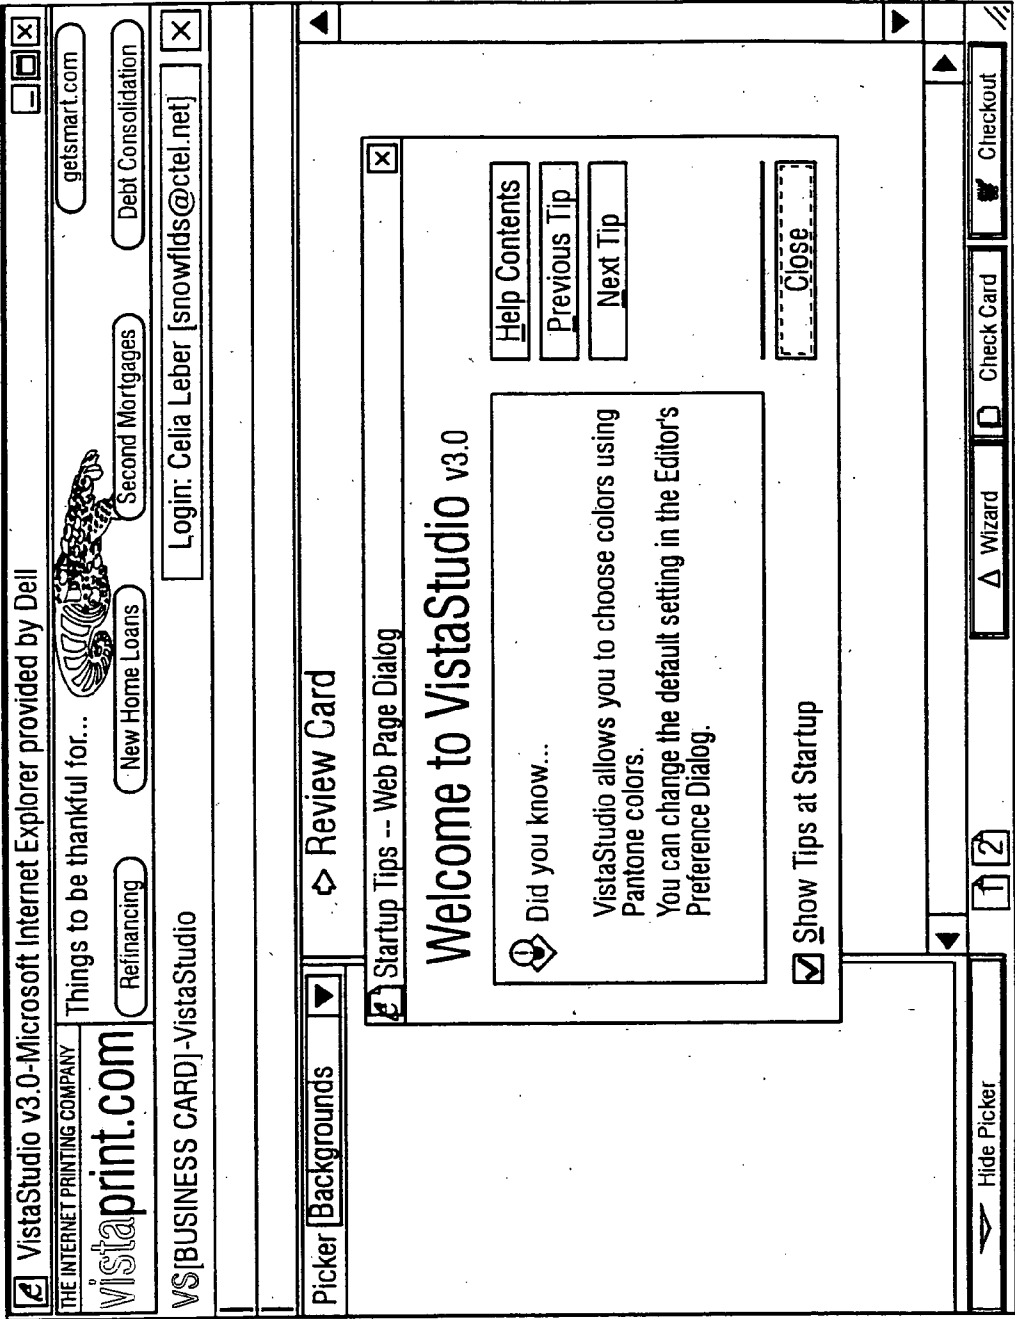 VistaStudio v3.0-Microsoft Internet Explorer provided by Dell
THE INTERNET PRINTING COMPANY
vistaprint.com
Things to be thankful for...
getsmart.com
Refinancing
New Home Loans
Second Mortgages
Debt Consolidation
VS[BUSINESS CARD]-VistaStudio
Login: Celia Leber [snowflds@ctel.net]
Picker
Backgrounds
Review Card
Startup Tips -- Web Page Dialog
Welcome to VistaStudio v3.0
Did you know...
VistaStudio allows you to choose colors using
Pantone colors.
You can change the default setting in the Editor's
Preference Dialog.
Help Contents
Previous Tip
Next Tip
Close
Show Tips at Startup
Hide Picker
1
2
Wizard
Check Card
Checkout